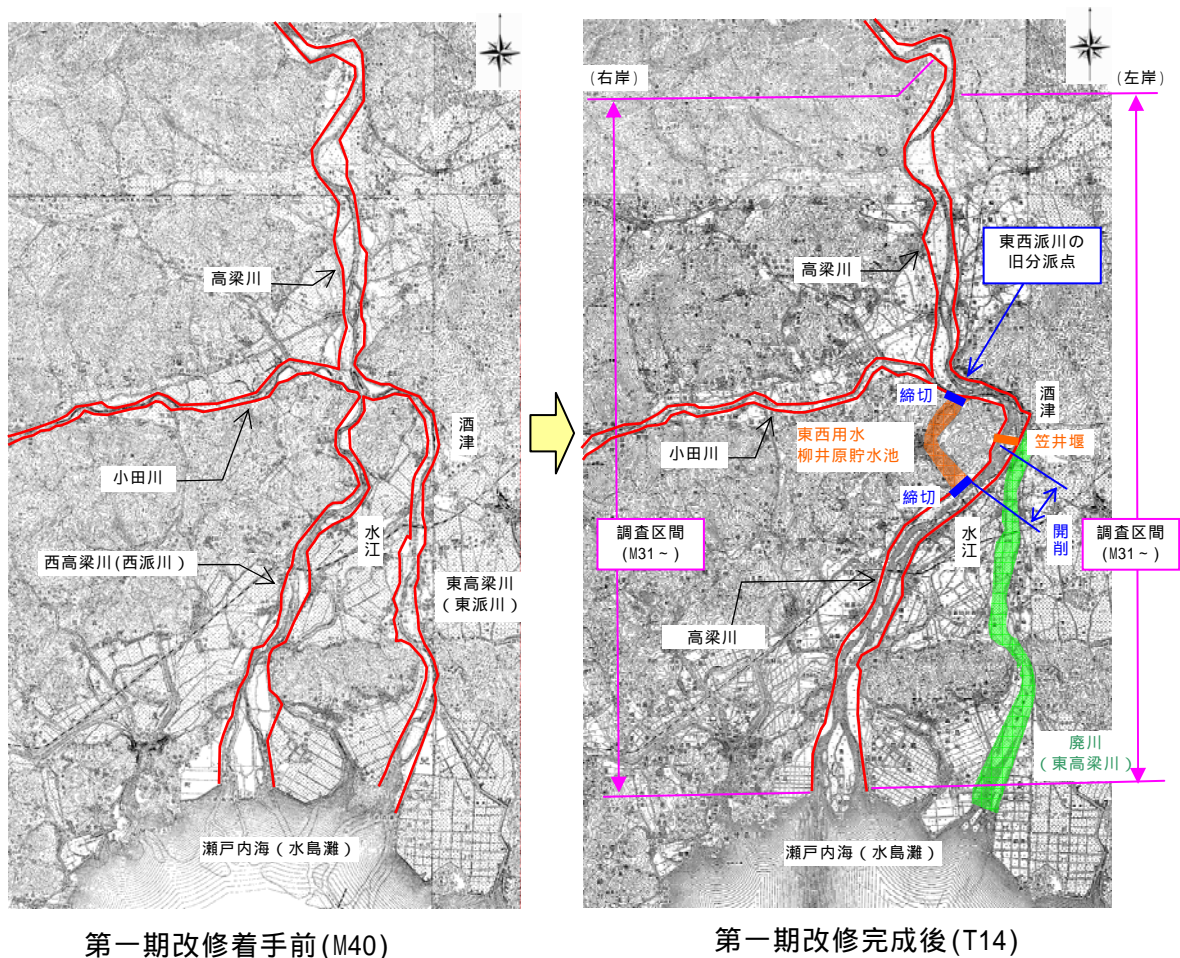 高梁川
小田川
酒津
水江
西高梁川(西派川)
東高梁川
(東派川)
瀬戸内海(水島灘)
第一期改修着手前(M40)
(右岸)
(左岸)
東西派川の
旧分派点
高梁川
締切
酒津
東西用水
柳井原貯水池
笠井堰
小田川
締切
調査区間
(M31~)
水江
開削
調査区間
(M31~)
高梁川
廃川
(東高梁川)
瀬戸内海(水島灘)
第一期改修完成後(T14)